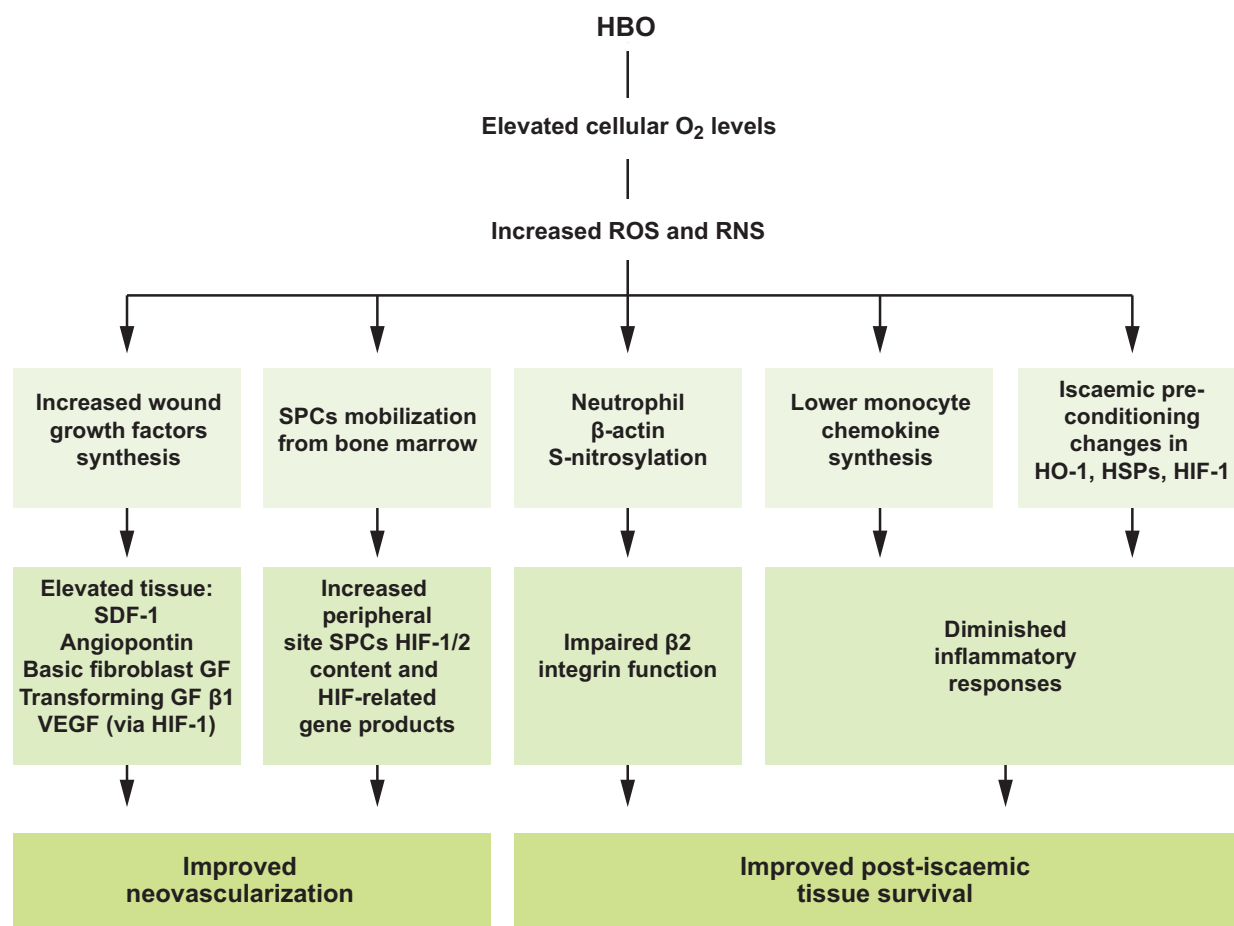 HBO
Elevated cellular O₂ levels
Increased ROS and RNS
Increased wound
growth factors
synthesis
SPCs mobilization
from bone marrow
Neutrophil
β-actin
S-nitrosylation
Lower monocyte
chemokine
synthesis
Iscaemic pre-
conditioning
changes in
HO-1, HSPs, HIF-1
Elevated tissue:
SDF-1
Angiopontin
Basic fibroblast GF
Transforming GF β1
VEGF (via HIF-1)
Increased
peripheral
site SPCs HIF-1/2
content and
HIF-related
gene products
Impaired β2
integrin function
Diminished
inflammatory
responses
Improved
neovascularization
Improved post-iscaemic
tissue survival